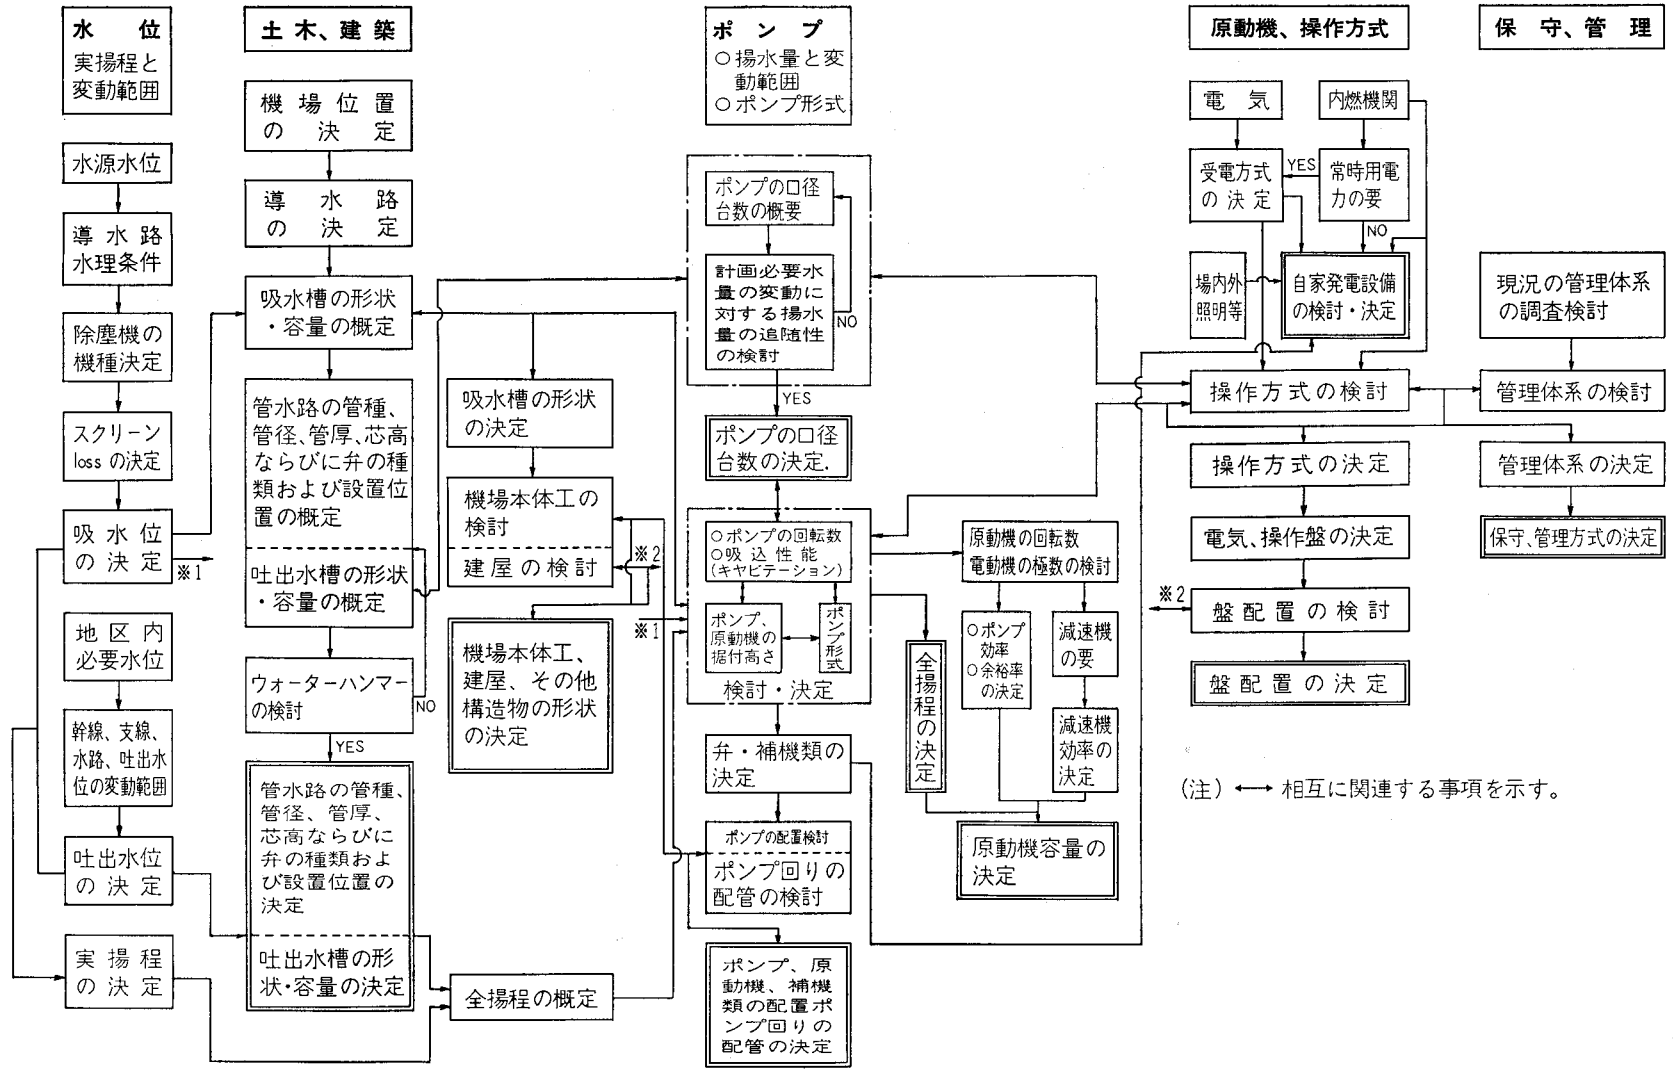 水　位
実揚程と
変動範囲
水源水位
導水路
水理条件
除塵機の
機種決定
スクリーン
lossの決定
吸水位
の決定
※1
地区内
必要水位
幹線、支線、
水路、吐出水
位の変動範囲
吐出水位
の決定
実揚程
の決定
土木、建築
機場位置
の決定
導水路
の決定
吸水槽の形状
・容量の概定
管水路の管種、
管径、管厚、芯高
ならびに弁の種
類および設置位
置の概定
吐出水槽の形状
・容量の概定
ウォーターハンマー
の検討
NO
YES
管水路の管種、
管径、管厚、
芯高ならびに
弁の種類およ
び設置位置の
決定
吐出水槽の形
状・容量の決定
吸水槽の形状
の決定
機場本体工の
検討
建屋の検討
※2
※1
機場本体工、
建屋、その他
構造物の形状
の決定
全揚程の概定
ポンプ
○揚水量と変
動範囲
○ポンプ形式
ポンプの口径
台数の概要
計画必要水
量の変動に
対する揚水
量の追随性
の検討
NO
YES
ポンプの口径
台数の決定.
○ポンプの回転数
○吸込性能
(キャビテーション)
ポンプ、
原動機の
据付高さ
ポンプ形式
検討・決定
弁・補機類の
決定
ポンプの配置検討
ポンプ回りの
配管の検討
ポンプ、原
動機、補機
類の配置ポ
ンプ回りの
配管の決定
原動機の回転数
電動機の極数の検討
○ポンプ
効率
○余裕率
の決定
減速機
の要
減速機
効率の
決定
全揚程の決定
原動機容量の
決定
原動機、操作方式
電気
内燃機関
受電方式
の決定
YES
常時用電
力の要
NO
場内外
照明等
自家発電設備
の検討・決定
操作方式の検討
操作方式の決定
電気、操作盤の決定
※2
盤配置の検討
盤配置の決定
保守、管理
現況の管理体系
の調査検討
管理体系の検討
管理体系の決定
保守、管理方式の決定
(注) ←→ 相互に関連する事項を示す。